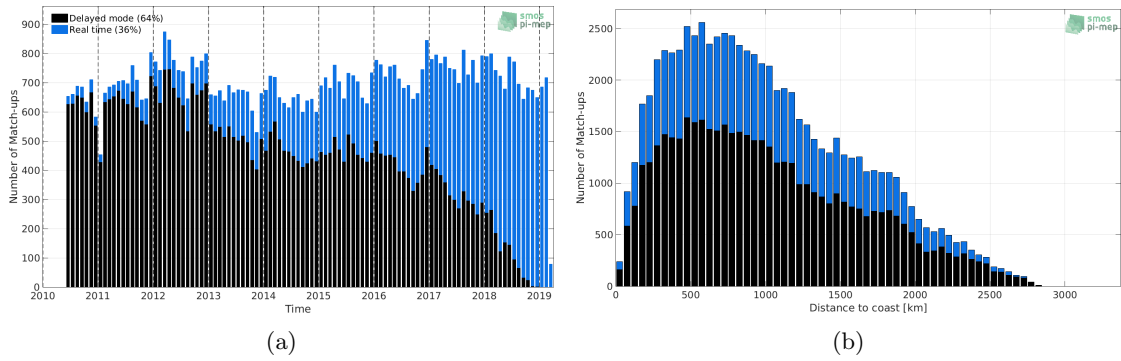 Delayed mode (64%)
Real time (36%)
smos
pi-mep
Number of Match-ups
900
800
700
600
500
400
300
200
100
0
2010 2011 2012 2013 2014 2015 2016 2017 2018 2019
Time
(a)
smos
pi-mep
Number of Match-ups
2500
2000
1500
1000
500
0
0 500 1000 1500 2000 2500 3000
Distance to coast [km]
(b)